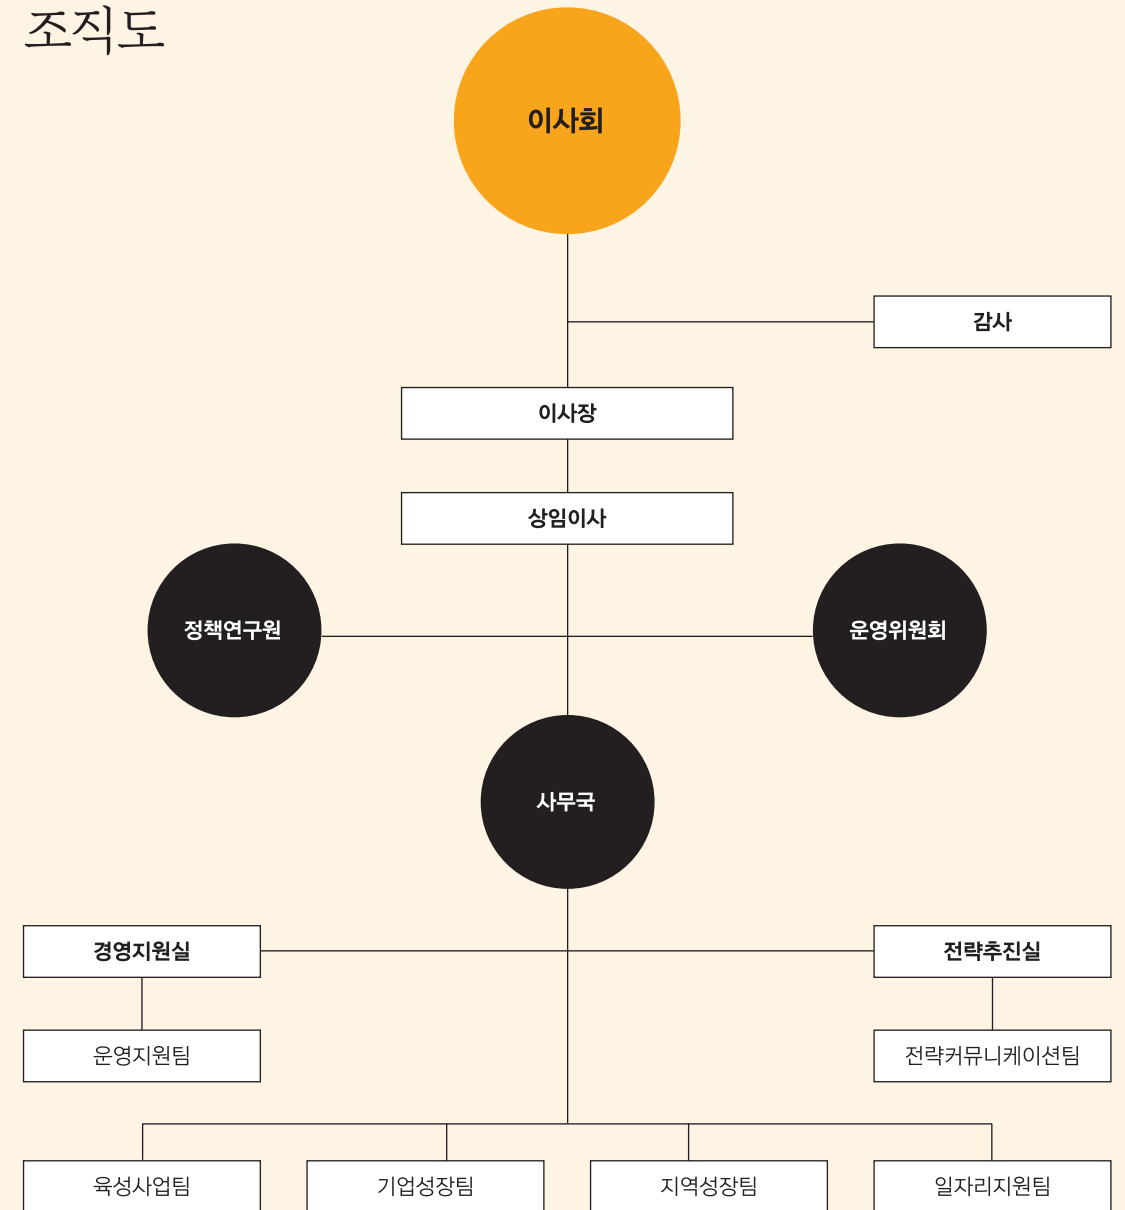 조직도
이사회
감사
이사장
상임이사
정책연구원
운영위원회
사무국
경영지원실
전략추진실
운영지원팀
전략커뮤니케이션팀
육성사업팀
기업성장팀
지역성장팀
일자리지원팀